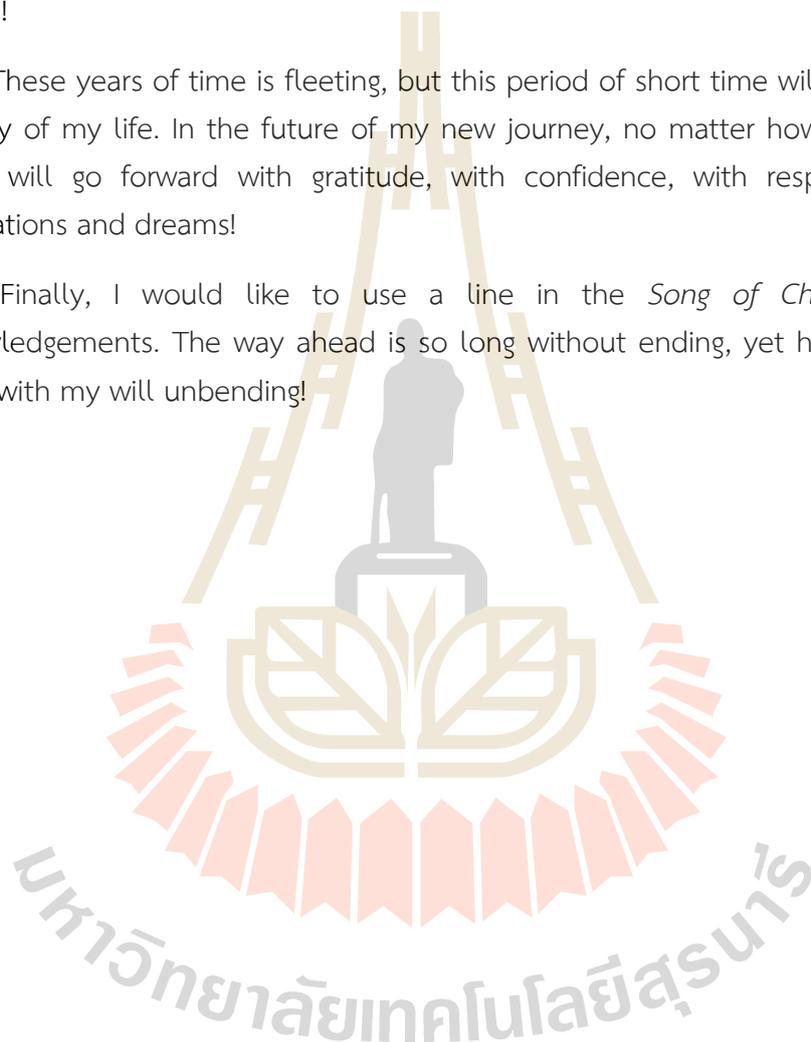 !
These years of time is fleeting, but this period of short time wil
y of my life. In the future of my new journey, no matter how
will go forward with gratitude, with confidence, with resp
ations and dreams!
Finally, I would like to use a line in the Song of Ch
ledgements. The way ahead is so long without ending, yet h
with my will unbending!
มหาวิทยาลัยเทคโนโลยีสุรนารี